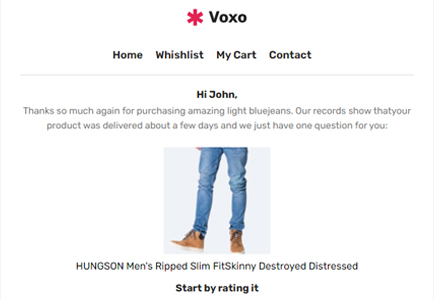 Voxo
Home Whishlist My Cart Contact
Hi John,
Thanks so much again for purchasing amazing light bluejeans. Our records show thatyour
product was delivered about a few days and we just have one question for you:
HUNGSON Men's Ripped Slim FitSkinny Destroyed Distressed
Start by rating it